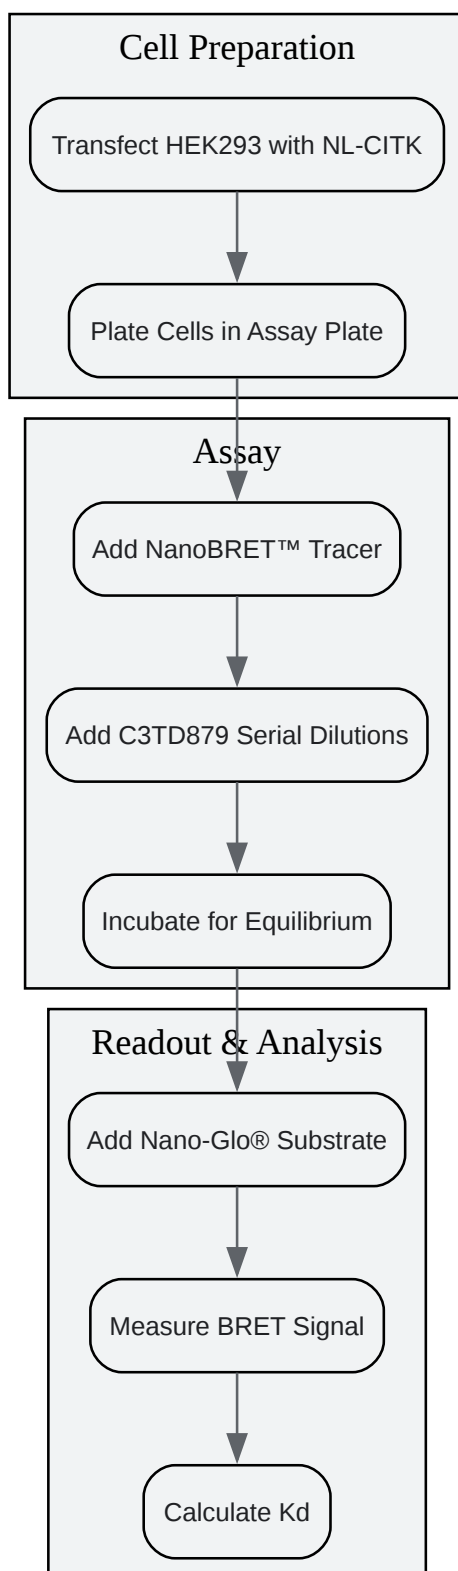 Cell Preparation
Transfect HEK293 with NL-CITK
Plate Cells in Assay Plate
Assay
Add NanoBRET™ Tracer
Add C3TD879 Serial Dilutions
Incubate for Equilibrium
Readout & Analysis
Add Nano-Glo® Substrate
Measure BRET Signal
Calculate Kd